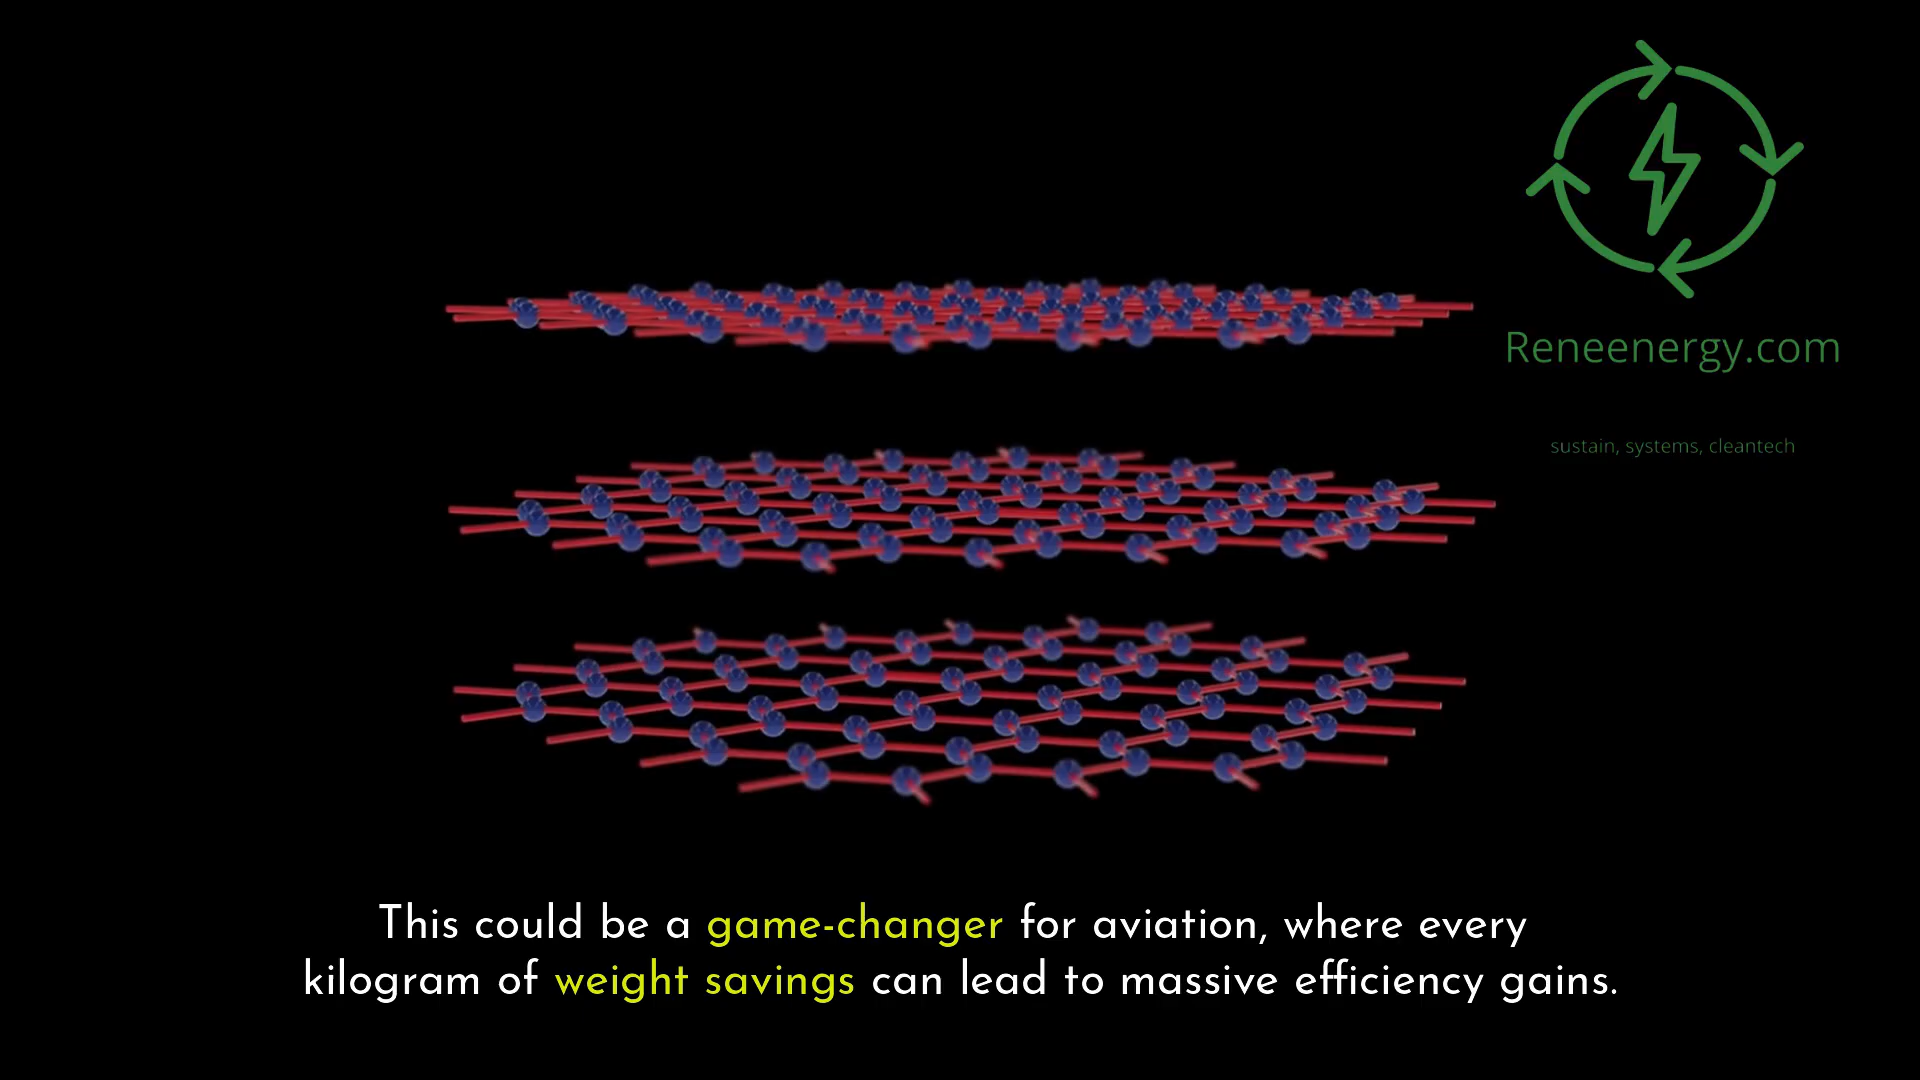 Reneenergy.com
sustain, systems, cleantech
This could be a game-changer for aviation, where every
kilogram of weight savings can lead to massive efficiency gains.